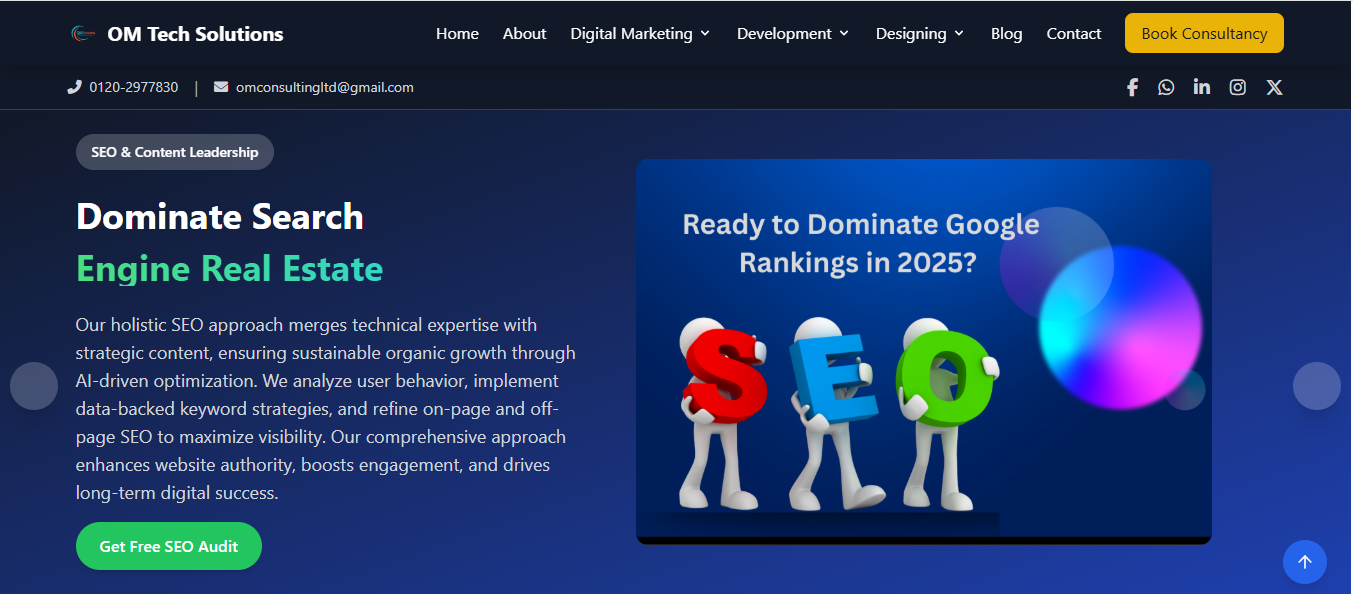 OM Tech Solutions
Home About Digital Marketing Development Designing Blog Contact Book Consultancy
0120-2977830 | omconsultingltd@gmail.com
SEO & Content Leadership
Dominate Search
Engine Real Estate
Our holistic SEO approach merges technical expertise with
strategic content, ensuring sustainable organic growth through
AI-driven optimization. We analyze user behavior, implement
data-backed keyword strategies, and refine on-page and off-
page SEO to maximize visibility. Our comprehensive approach
enhances website authority, boosts engagement, and drives
long-term digital success.
Get Free SEO Audit
Ready to Dominate Google
Rankings in 2025?
SEO